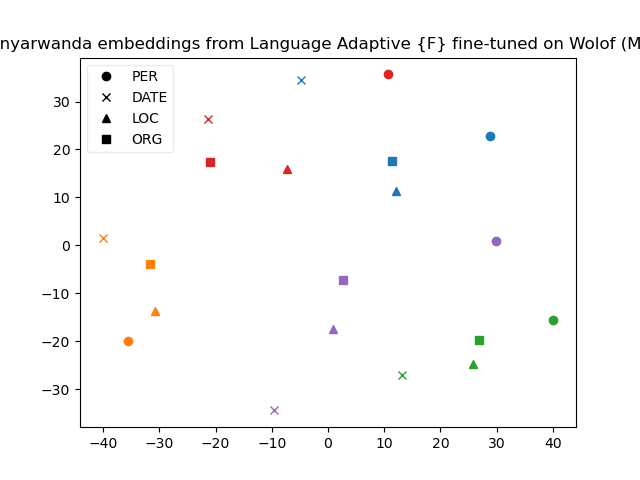 nyarwanda embeddings from Language Adaptive {F} fine-tuned on Wolof (M
PER
DATE
LOC
ORG
30
20
10
0
−10
−20
−30
−40 −30 −20 −10 0 10 20 30 40